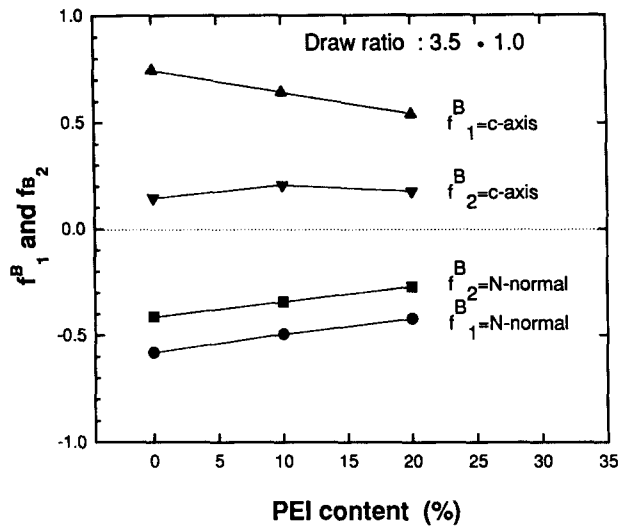 Draw ratio : 3.5 • 1.0
1.0
0.5
0.0
-0.5
-1.0
f^B_1 and f^B_2
f^B_1=c-axis
f^B_2=c-axis
f^B_2=N-normal
f^B_1=N-normal
0 5 10 15 20 25 30 35
PEI content (%)